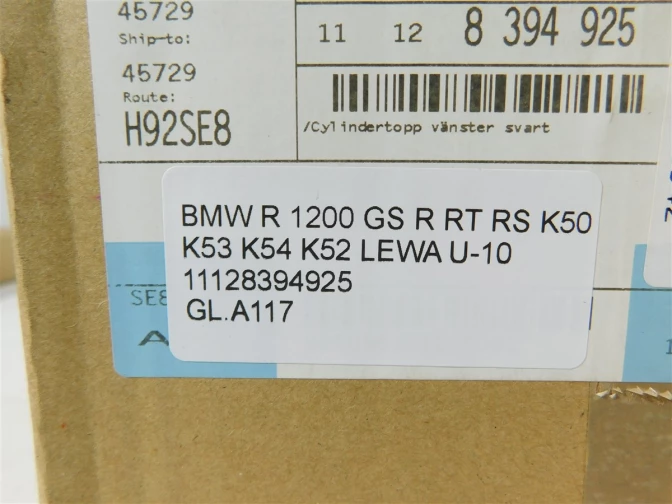 45729
Ship-to:
11 12 8 394 925
45729
Route:
H92SE8
/Cylindertopp vänster svart
BMW R 1200 GS R RT RS K50
K53 K54 K52 LEWA U-10
11128394925
GL.A117
SE8
A